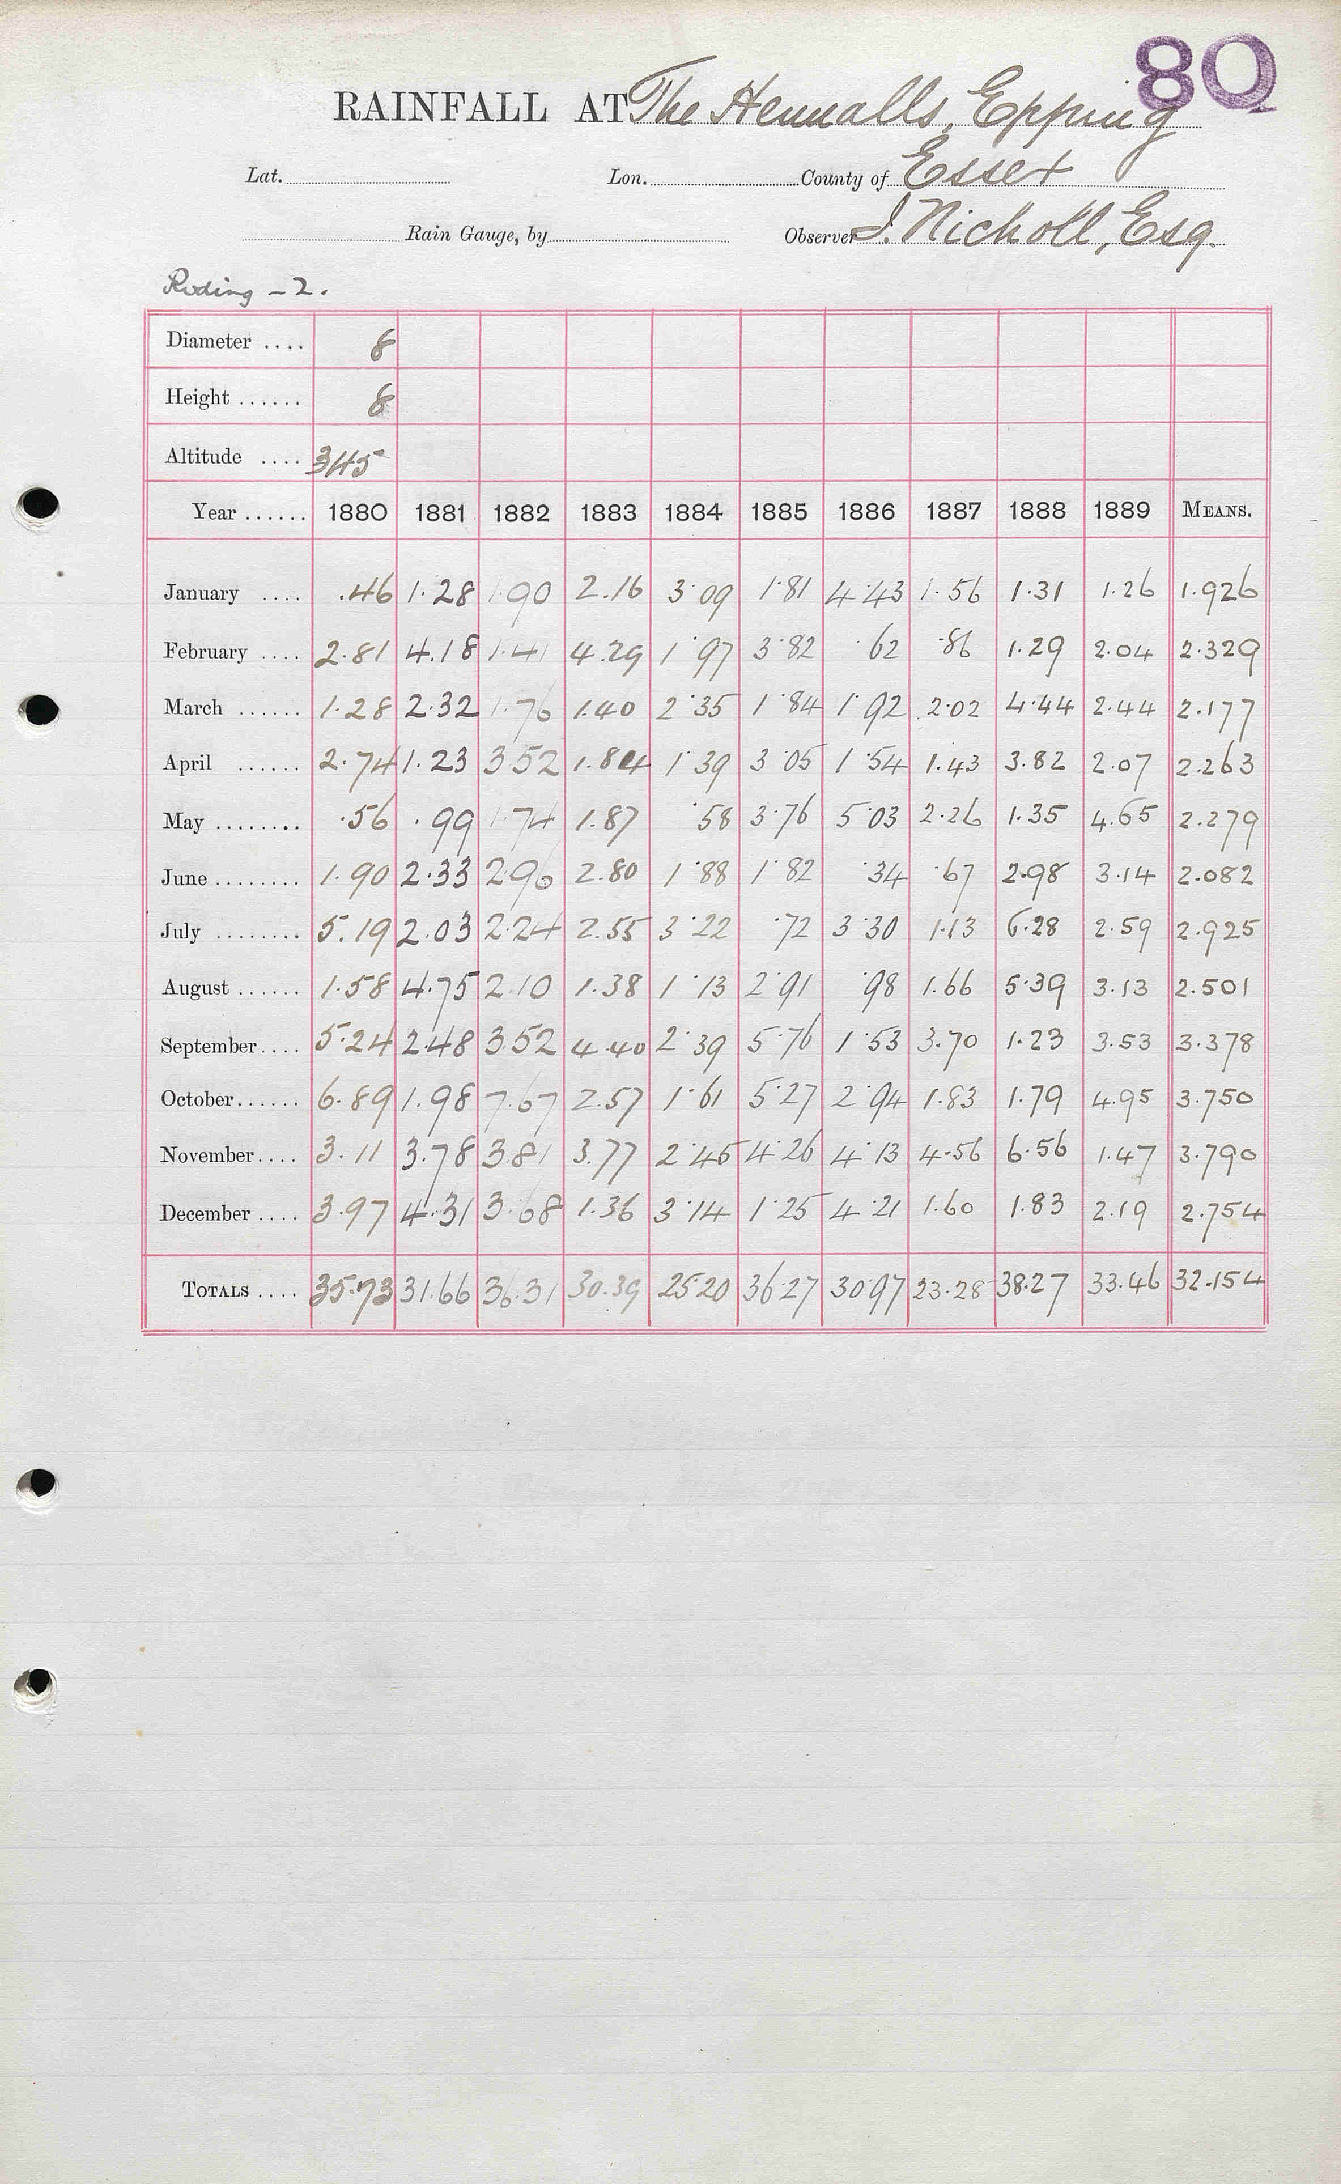 80
RAINFALL AT The Hennalls, Epping
Lat. Lon. County of Essex
Rain Gauge, by Observer I. Nicholl, Esq.
Roding - 2.
Diameter .... 8
Height ...... 8
Altitude .... 345
Year ...... 1880 1881 1882 1883 1884 1885 1886 1887 1888 1889 MEANS.
January .... .46 1.28 1.90 2.16 3.09 1.81 4.43 1.56 1.31 1.26 1.926
February .... 2.81 4.18 1.41 4.29 1.97 3.82 .62 .86 1.29 2.04 2.329
March ...... 1.28 2.32 1.76 1.40 2.35 1.84 1.92 2.02 4.44 2.44 2.177
April ...... 2.74 1.23 3.52 1.84 1.39 3.05 1.54 1.43 3.82 2.07 2.263
May ........ .56 .99 1.74 1.87 .58 3.76 5.03 2.26 1.35 4.65 2.279
June ........ 1.90 2.33 2.96 2.80 1.88 1.82 .34 .67 2.98 3.14 2.082
July ........ 5.19 2.03 2.24 2.55 3.22 .72 3.30 1.13 6.28 2.59 2.925
August ...... 1.58 4.75 2.10 1.38 1.13 2.91 .98 1.66 5.39 3.13 2.501
September .... 5.24 2.48 3.52 4.40 2.39 5.76 1.53 3.70 1.23 3.53 3.378
October ...... 6.89 1.98 7.67 2.57 1.61 5.27 2.94 1.83 1.79 4.95 3.750
November .... 3.11 3.78 3.81 3.77 2.45 4.26 4.13 4.56 6.56 1.47 3.790
December .... 3.97 4.31 3.68 1.36 3.14 1.25 4.21 1.60 1.83 2.19 2.754
TOTALS .... 35.73 31.66 36.31 30.39 25.20 36.27 30.97 23.28 38.27 33.46 32.154